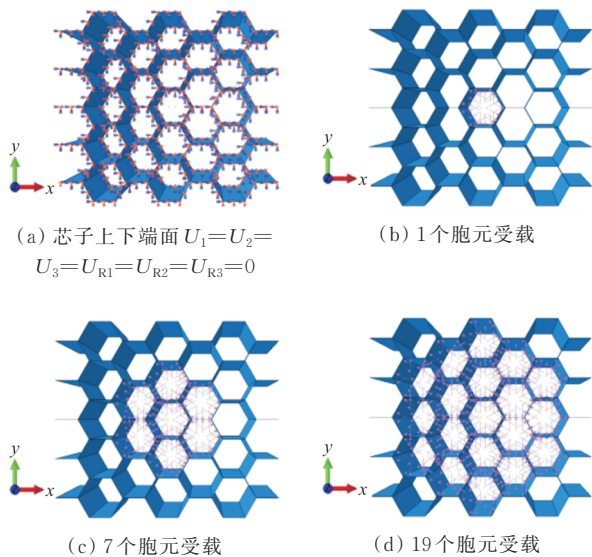 y
x
(a) 芯子上下端面 U₁=U₂=
U₃=U_R1=U_R2=U_R3=0
y
x
(b) 1个胞元受载
y
x
(c) 7个胞元受载
y
x
(d) 19个胞元受载